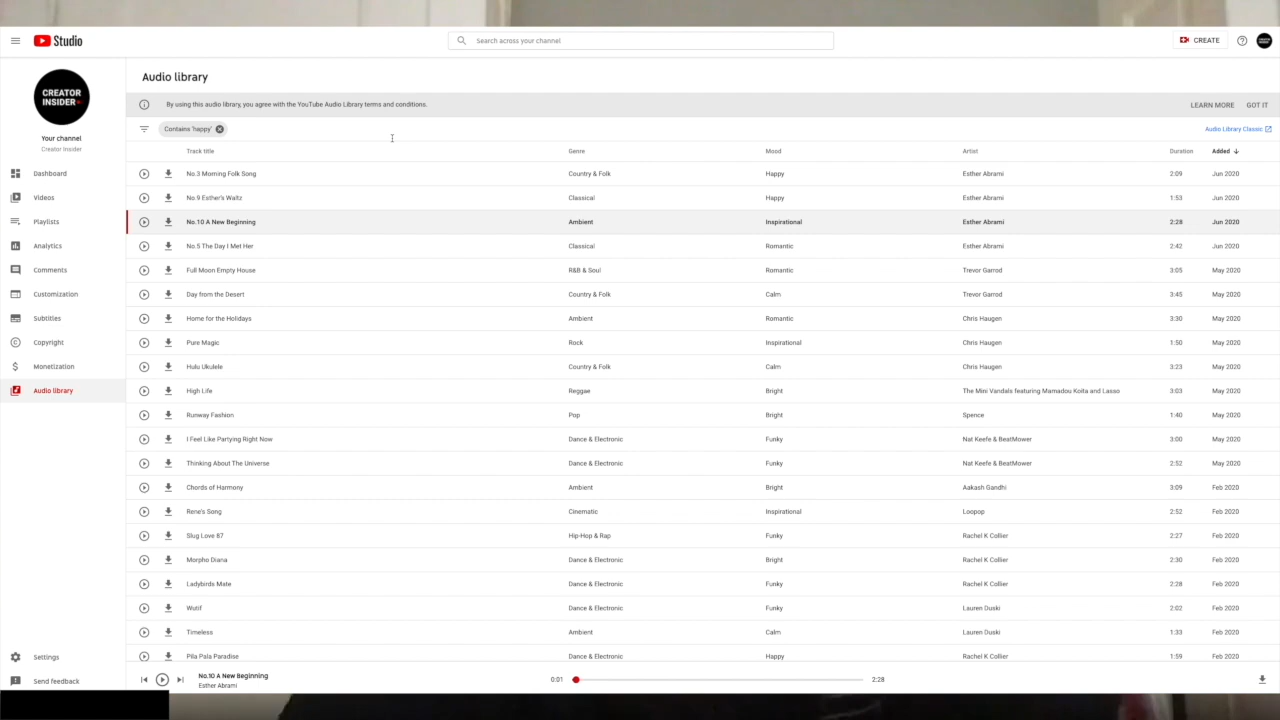 Studio
Search across your channel
CREATE
CREATOR INSIDER
Your channel
Creator Insider
Dashboard
Videos
Playlists
Analytics
Comments
Customization
Subtitles
Copyright
Monetization
Audio library
Settings
Send feedback
Audio library
By using this audio library, you agree with the YouTube Audio Library terms and conditions.
LEARN MORE GOT IT
Contains 'happy'
Audio Library Classic
Track title Genre Mood Artist Duration Added
No.3 Morning Folk Song Country & Folk Happy Esther Abrami 2:09 Jun 2020
No.9 Esther's Waltz Classical Happy Esther Abrami 1:53 Jun 2020
No.10 A New Beginning Ambient Inspirational Esther Abrami 2:28 Jun 2020
No.5 The Day I Met Her Classical Romantic Esther Abrami 2:42 Jun 2020
Full Moon Empty House R&B & Soul Romantic Trevor Garrod 3:05 May 2020
Day from the Desert Country & Folk Calm Trevor Garrod 3:45 May 2020
Home for the Holidays Ambient Romantic Chris Haugen 3:30 May 2020
Pure Magic Rock Inspirational Chris Haugen 1:50 May 2020
Hulu Ukulele Country & Folk Calm Chris Haugen 3:23 May 2020
High Life Reggae Bright The Mini Vandals featuring Mamadou Koita and Lasso 3:03 May 2020
Runway Fashion Pop Bright Spence 1:40 May 2020
I Feel Like Partying Right Now Dance & Electronic Funky Nat Keefe & BeatMower 3:00 May 2020
Thinking About The Universe Dance & Electronic Funky Nat Keefe & BeatMower 2:52 May 2020
Chords of Harmony Ambient Bright Aakash Gandhi 3:09 Feb 2020
Rene's Song Cinematic Inspirational Loopop 2:52 Feb 2020
Slug Love 87 Hip-Hop & Rap Funky Rachel K Collier 2:27 Feb 2020
Morpho Diana Dance & Electronic Bright Rachel K Collier 2:30 Feb 2020
Ladybirds Mate Dance & Electronic Funky Rachel K Collier 2:28 Feb 2020
Wutif Dance & Electronic Funky Lauren Duski 2:02 Feb 2020
Timeless Ambient Calm Lauren Duski 1:33 Feb 2020
Pila Pala Paradise Dance & Electronic Happy Rachel K Collier 1:59 Feb 2020
No.10 A New Beginning
Esther Abrami
0:01 2:28